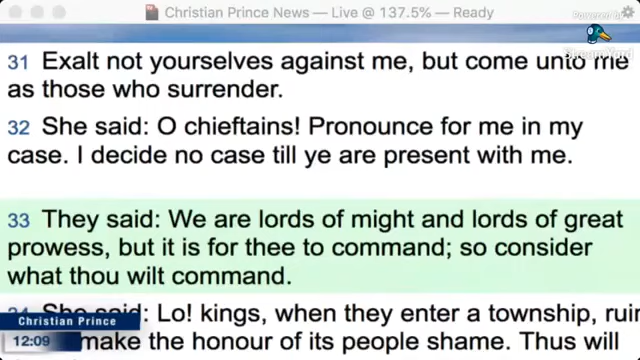 Christian Prince News — Live @ 137.5% — Ready
Powered by
StreamYard
31 Exalt not yourselves against me, but come unto me
as those who surrender.
32 She said: O chieftains! Pronounce for me in my
case. I decide no case till ye are present with me.
33 They said: We are lords of might and lords of great
prowess, but it is for thee to command; so consider
what thou wilt command.
She said: Lo! kings, when they enter a township, ruin
Christian Prince
12:09
make the honour of its people shame. Thus will